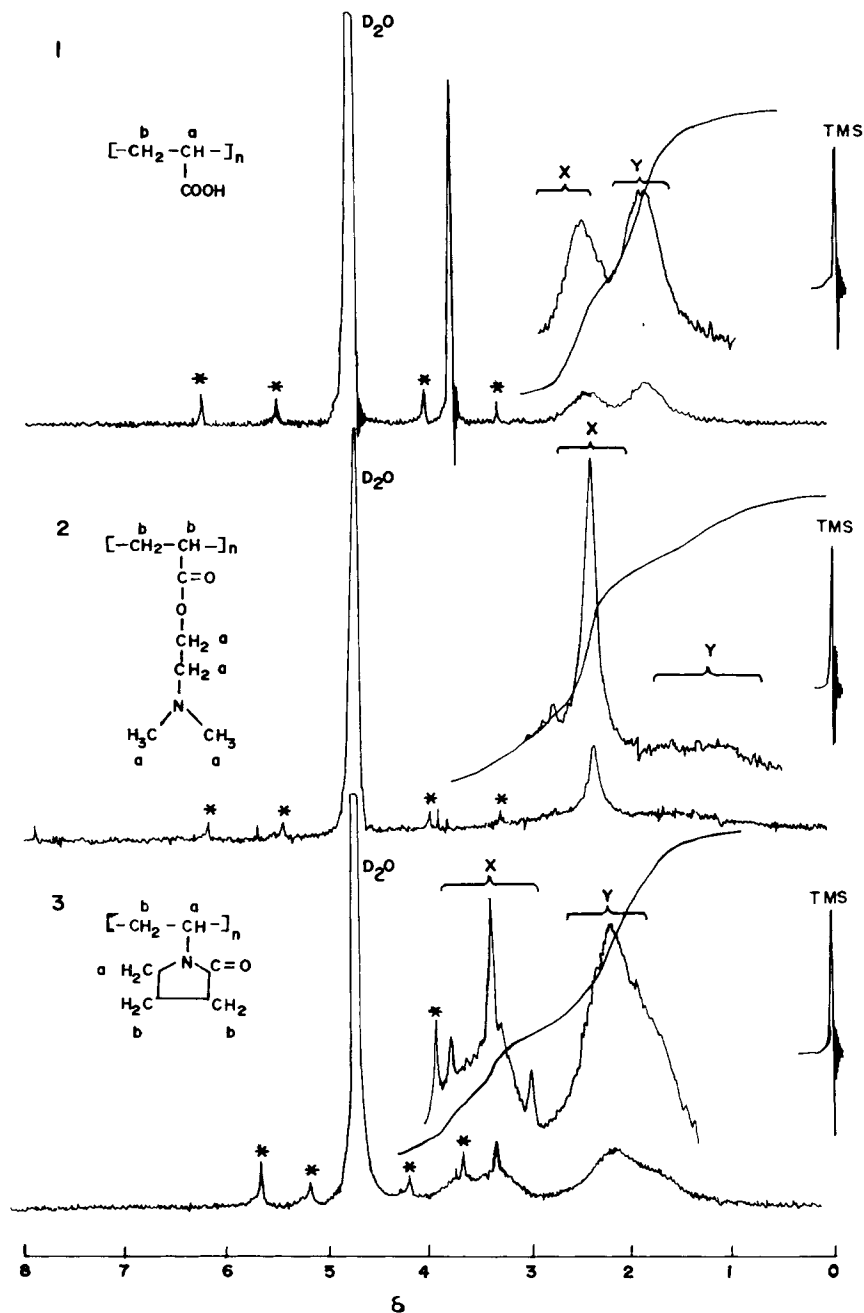 D₂O
1
b a
[-CH₂-CH-]n
COOH
X
Y
TMS
* * * *
D₂O
2
b b
[-CH₂-CH-]n
C=O
O
CH₂ a
CH₂ a
N
H₃C CH₃
a a
X
Y
TMS
* * * *
D₂O
3
b a
[-CH₂-CH-]n
N
a H₂C C=O
H₂C CH₂
b b
X
Y
TMS
*
* * * *
8 7 6 5 4 3 2 1 0
δ